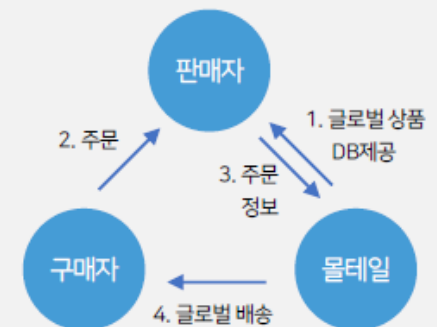 판매자
1. 글로벌 상품
DB제공
2. 주문
3. 주문
정보
구매자
몰테일
4. 글로벌 배송